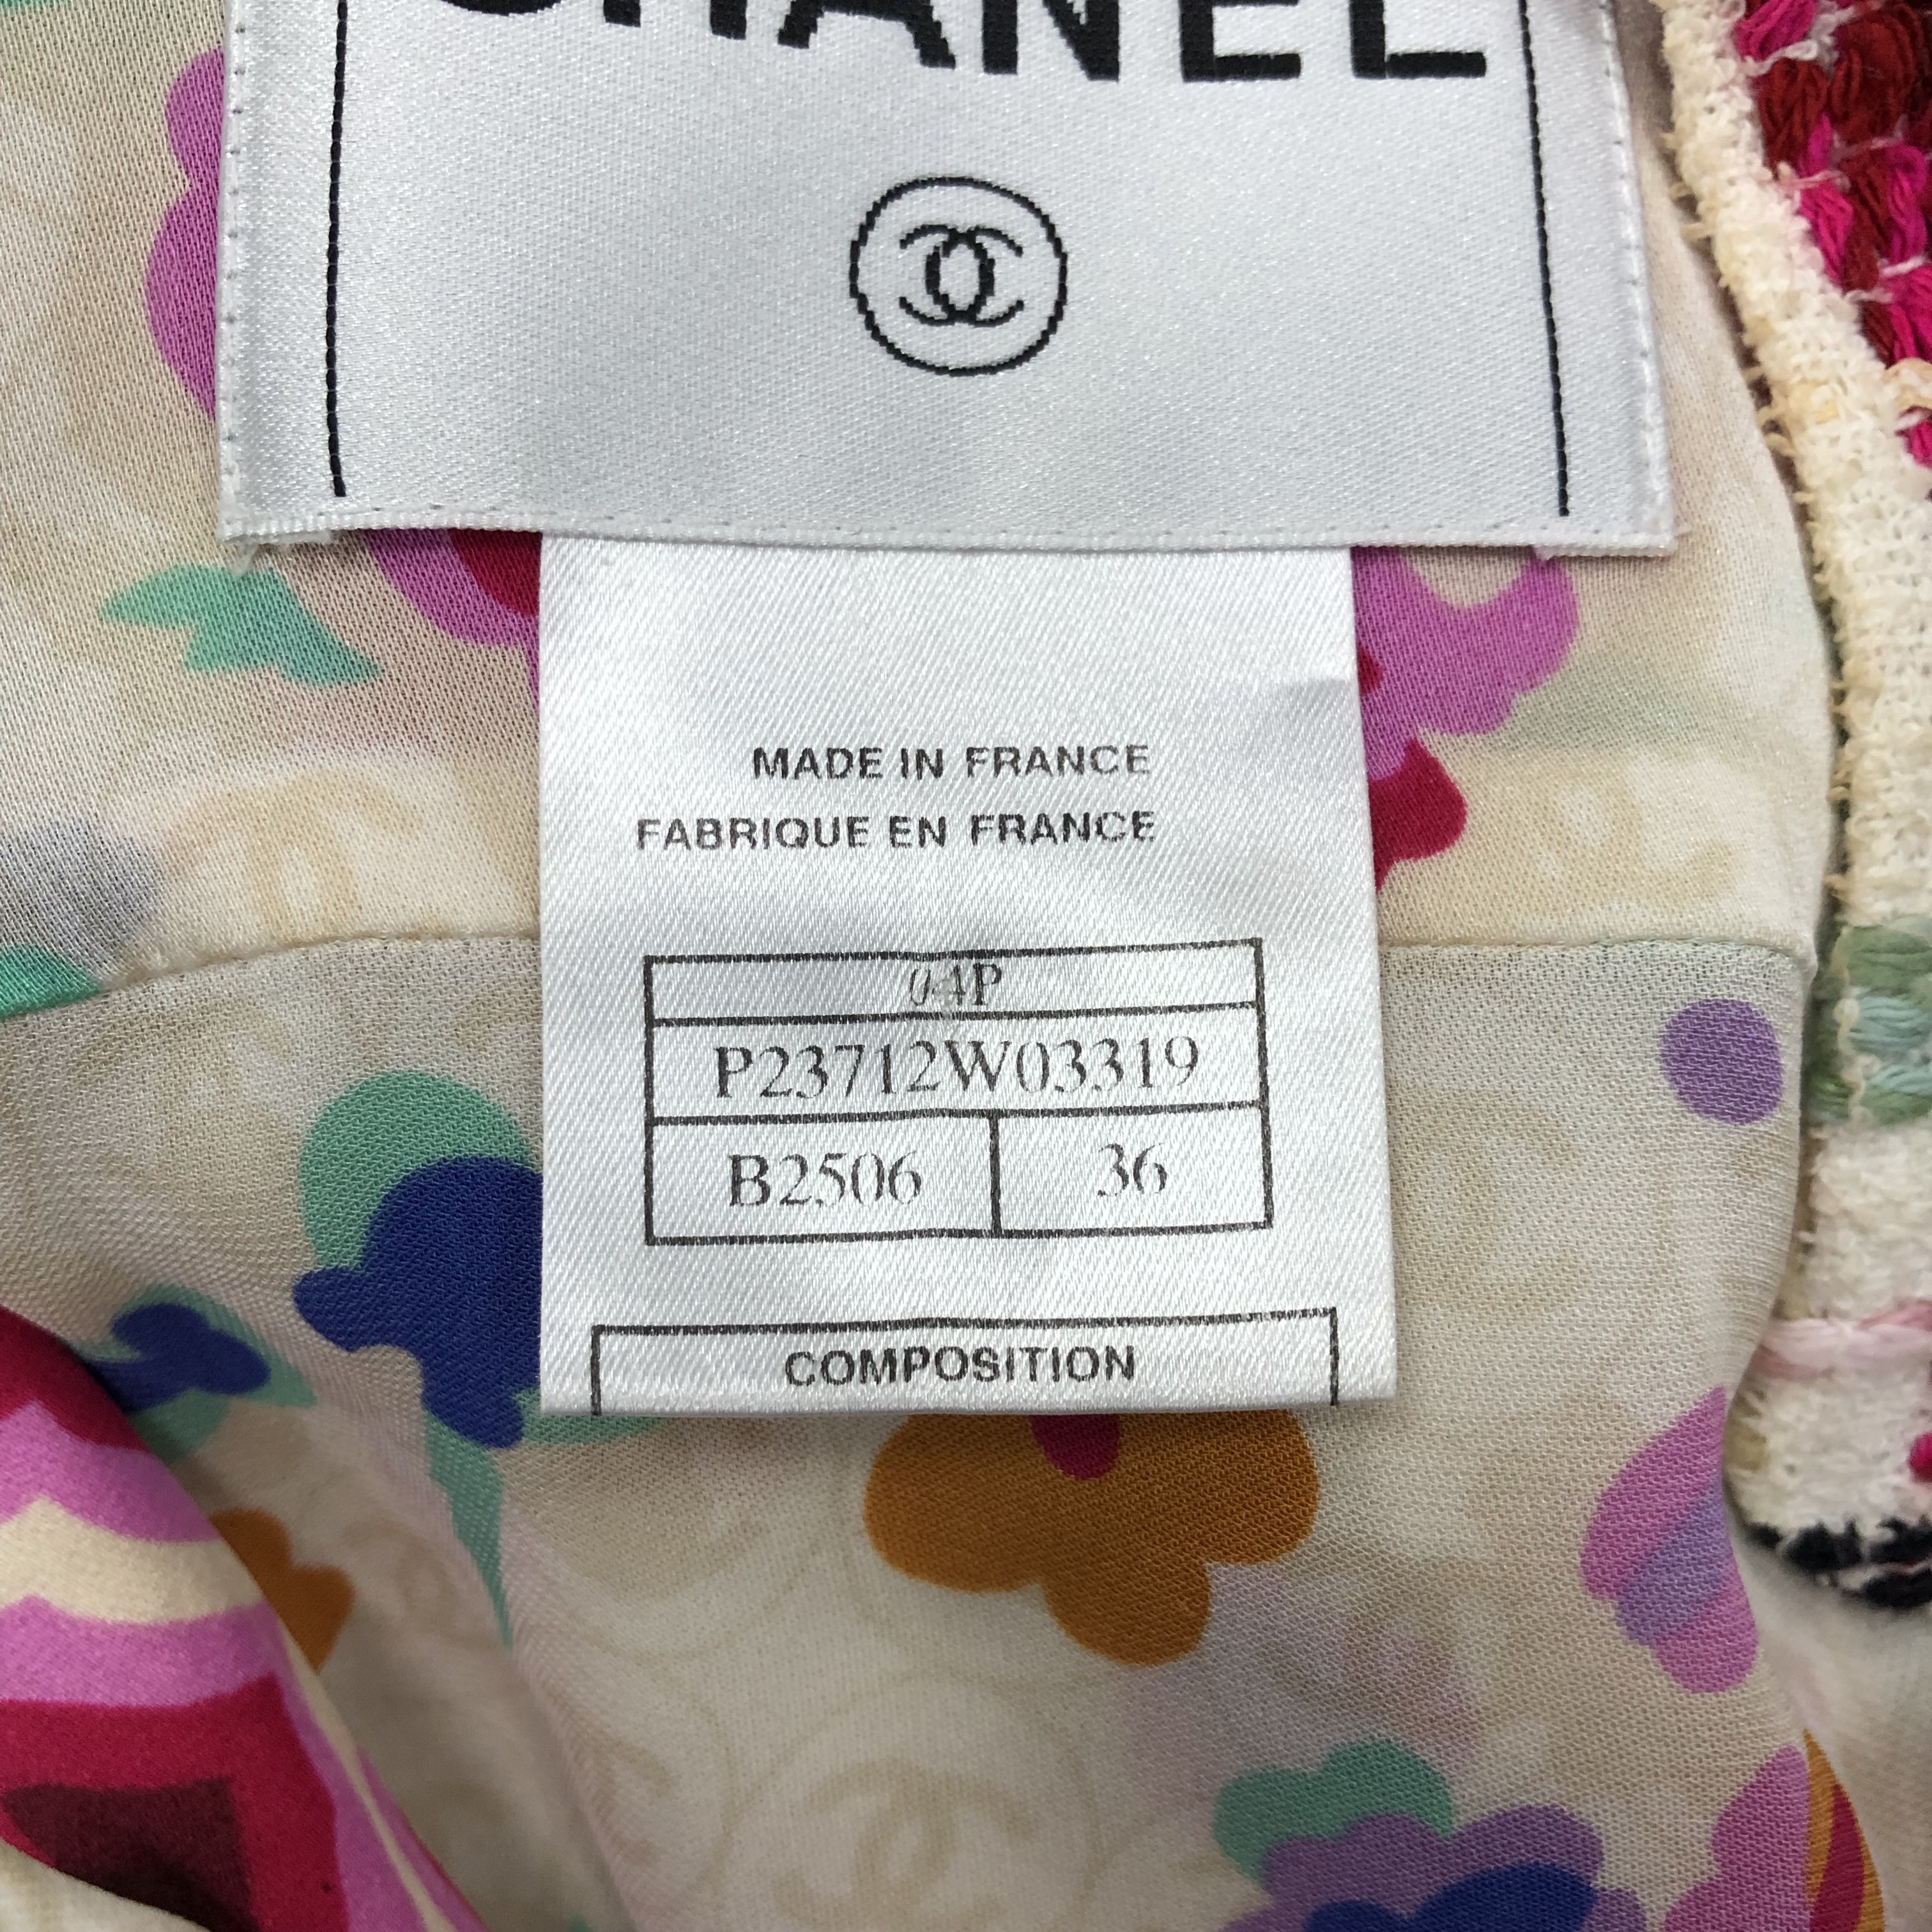 CHANEL
MADE IN FRANCE
FABRIQUE EN FRANCE
04P
P23712W03319
B2506 36
COMPOSITION